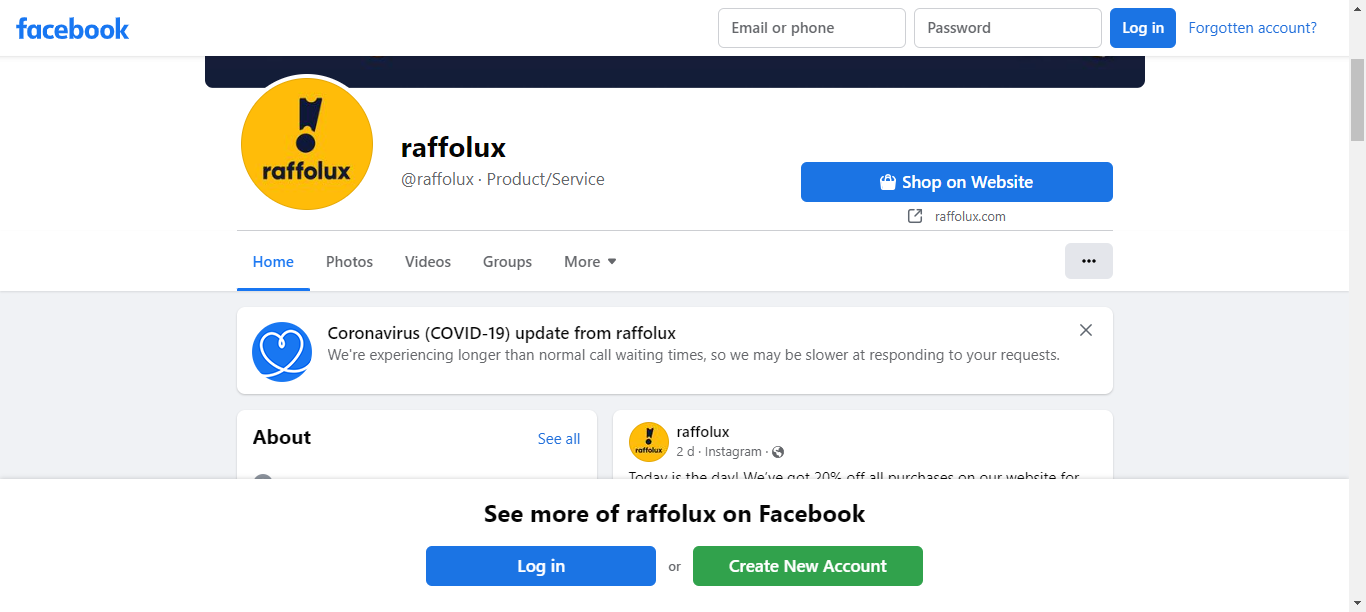 facebook
Email or phone
Password
Log in
Forgotten account?
raffolux
raffolux
@raffolux · Product/Service
Shop on Website
raffolux.com
Home
Photos
Videos
Groups
More
Coronavirus (COVID-19) update from raffolux
We're experiencing longer than normal call waiting times, so we may be slower at responding to your requests.
About
See all
raffolux
raffolux
2 d · Instagram ·
Today is the day! We've got 20% off all purchases on our website for
See more of raffolux on Facebook
Log in
or
Create New Account